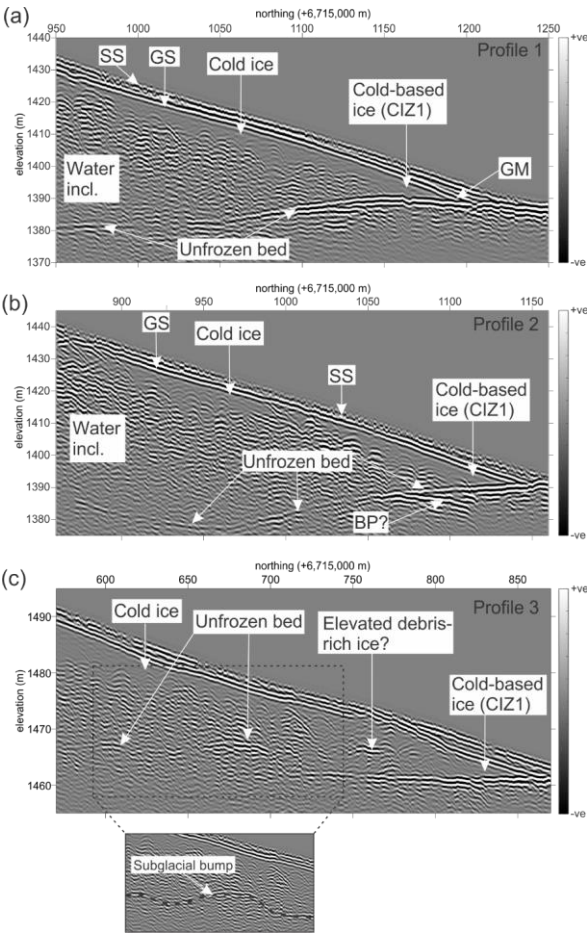 (a)
northing (+6,715,000 m)
950 1000 1050 1100 1150 1200 1250
1440
1430
1420
1410
1400
1390
1380
1370
elevation (m)
SS
GS
Cold ice
Profile 1
Cold-based
ice (CIZ1)
GM
Water
incl.
Unfrozen bed
+ve
-ve
(b)
northing (+6,715,000 m)
900 950 1000 1050 1100 1150
1440
1430
1420
1410
1400
1390
1380
elevation (m)
GS
Cold ice
Profile 2
SS
Cold-based
ice (CIZ1)
Water
incl.
Unfrozen bed
BP?
+ve
-ve
(c)
northing (+6,715,000 m)
600 650 700 750 800 850
1490
1480
1470
1460
elevation (m)
Cold ice
Unfrozen bed
Elevated debris-
rich ice?
Profile 3
Cold-based
ice (CIZ1)
+ve
-ve
Subglacial bump